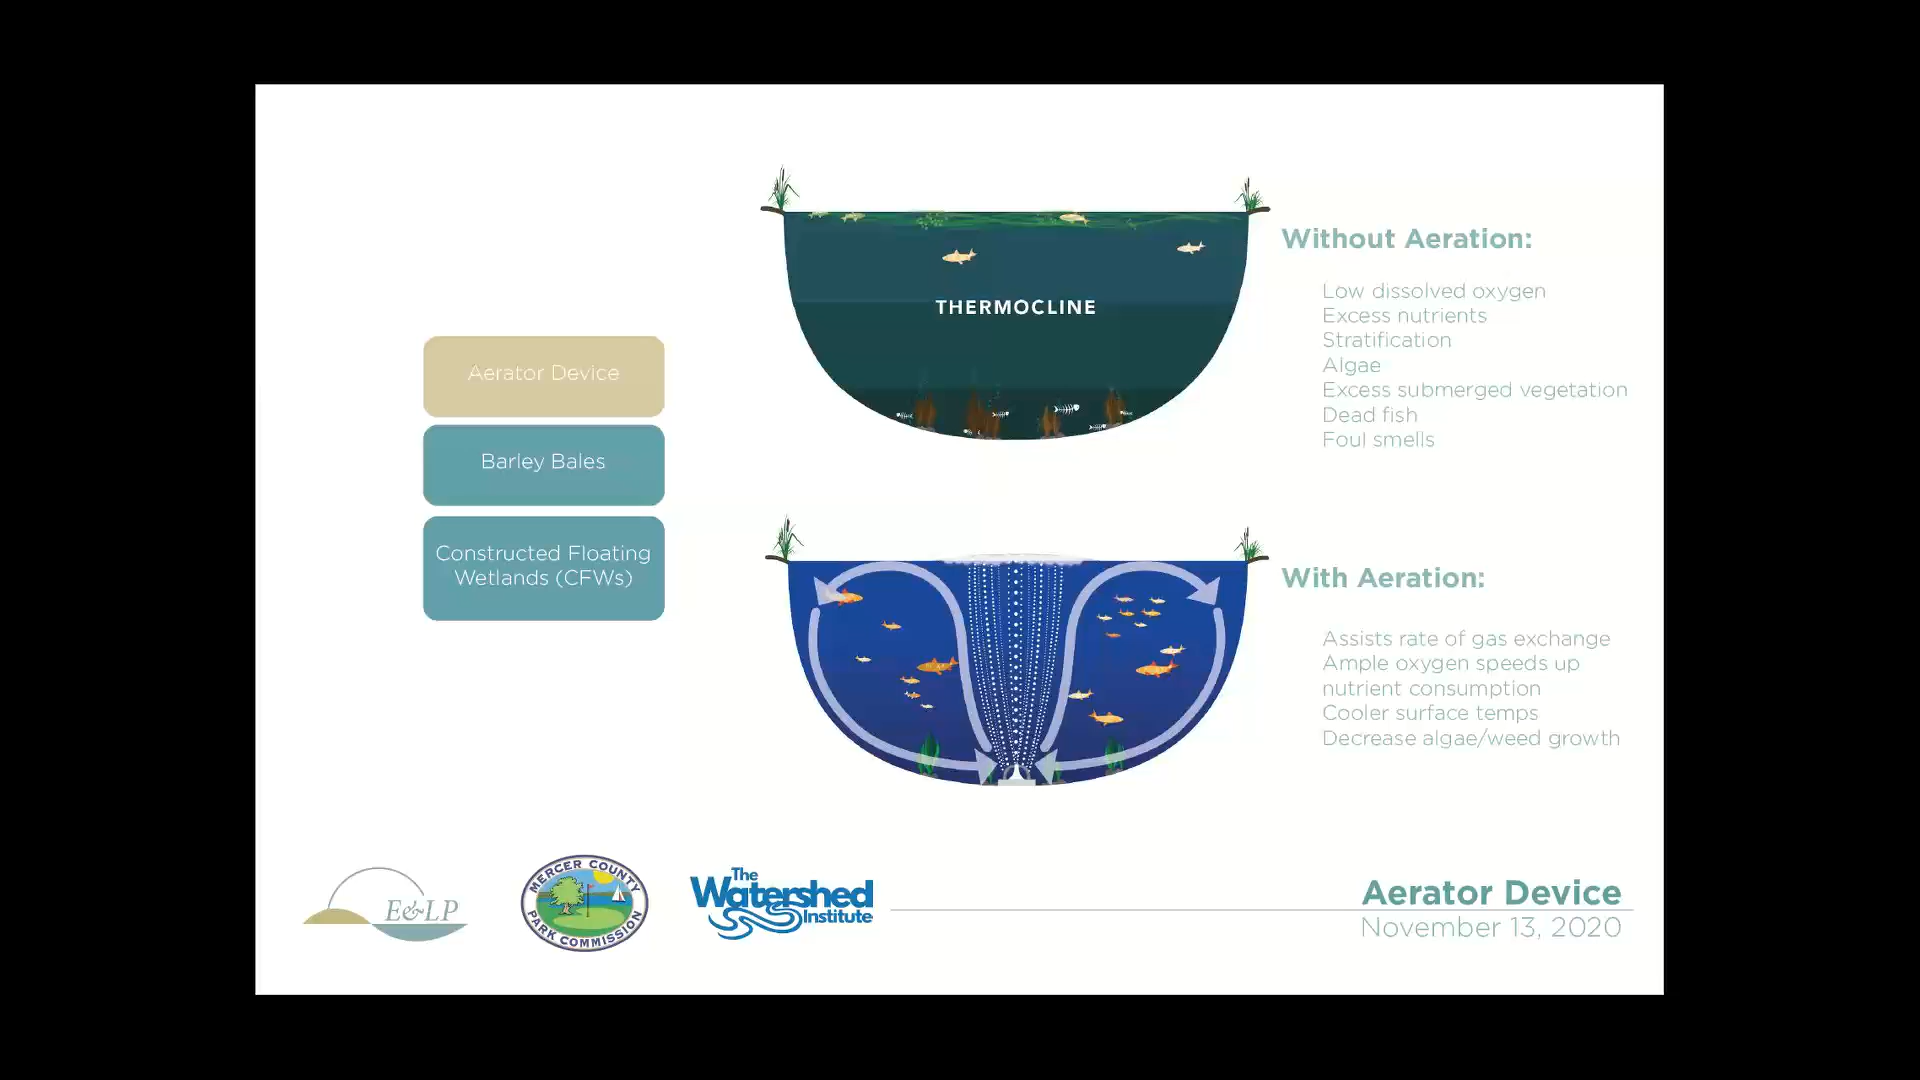 Aerator Device
Barley Bales
Constructed Floating
Wetlands (CFWs)
THERMOCLINE
Without Aeration:
Low dissolved oxygen
Excess nutrients
Stratification
Algae
Excess submerged vegetation
Dead fish
Foul smells
With Aeration:
Assists rate of gas exchange
Ample oxygen speeds up
nutrient consumption
Cooler surface temps
Decrease algae/weed growth
E&LP
MERCER COUNTY
PARK COMMISSION
The
Watershed
Institute
Aerator Device
November 13, 2020